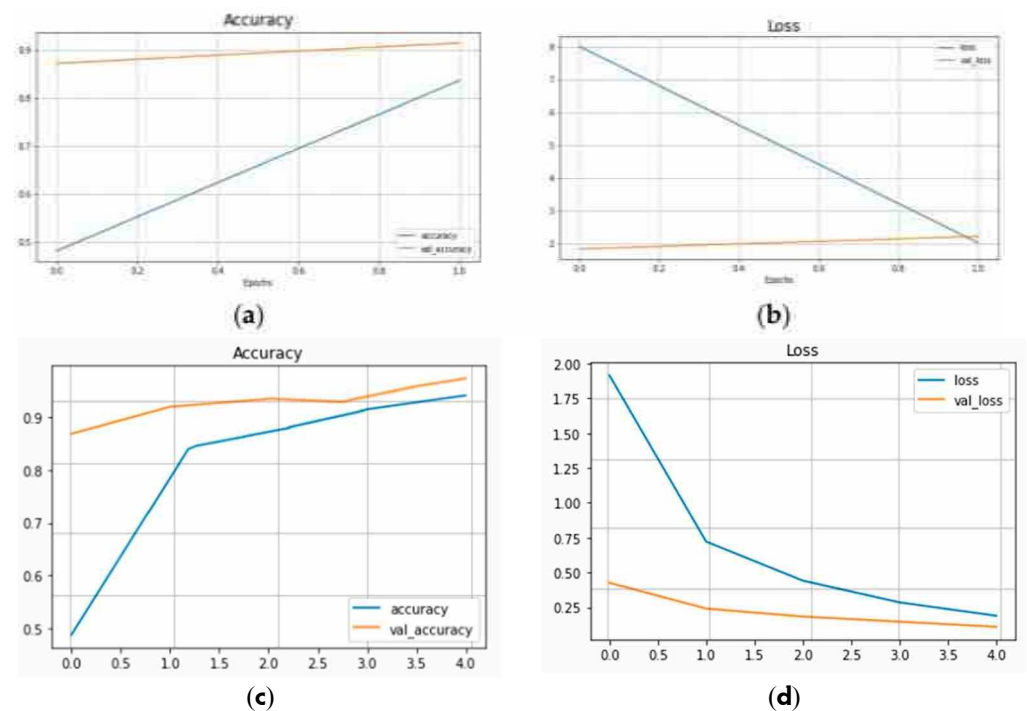 Accuracy
0.9
0.8
0.7
0.6
0.5
accuracy
val_accuracy
0.0 0.2 0.4 0.6 0.8 1.0
Epochs
(a)
Loss
8
7
6
5
4
3
2
loss
val_loss
0.0 0.2 0.4 0.6 0.8 1.0
Epochs
(b)
Accuracy
0.9
0.8
0.7
0.6
0.5
accuracy
val_accuracy
0.0 0.5 1.0 1.5 2.0 2.5 3.0 3.5 4.0
(c)
Loss
2.00
1.75
1.50
1.25
1.00
0.75
0.50
0.25
loss
val_loss
0.0 0.5 1.0 1.5 2.0 2.5 3.0 3.5 4.0
(d)